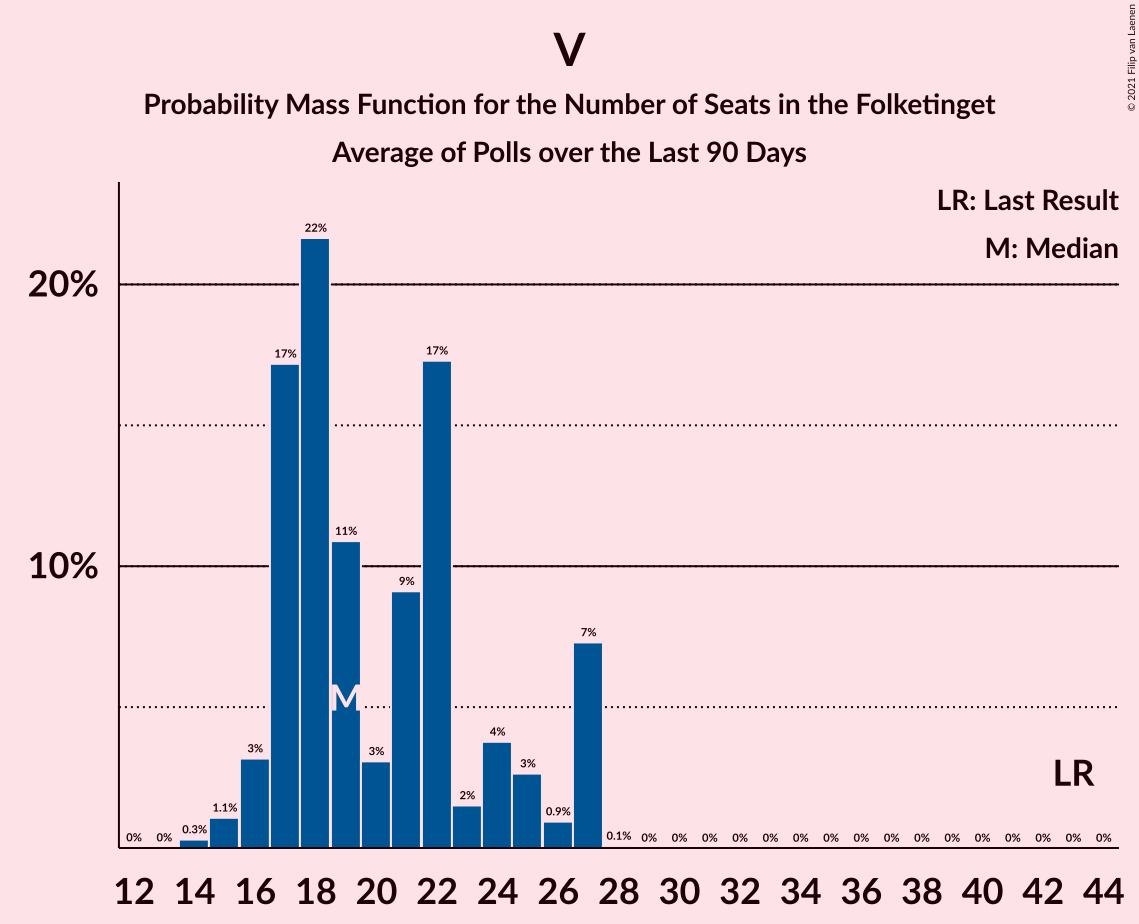 V
Probability Mass Function for the Number of Seats in the Folketinget
Average of Polls over the Last 90 Days
© 2021 Filip van Laenen
LR: Last Result
M: Median
20%
10%
0% 0% 0.3% 1.1% 3% 17% 22% 11% 3% 9% 17% 2% 4% 3% 0.9% 7% 0.1% 0% 0% 0% 0% 0% 0% 0% 0% 0% 0% 0% 0% 0% 0% 0% 0%
M
LR
12 14 16 18 20 22 24 26 28 30 32 34 36 38 40 42 44